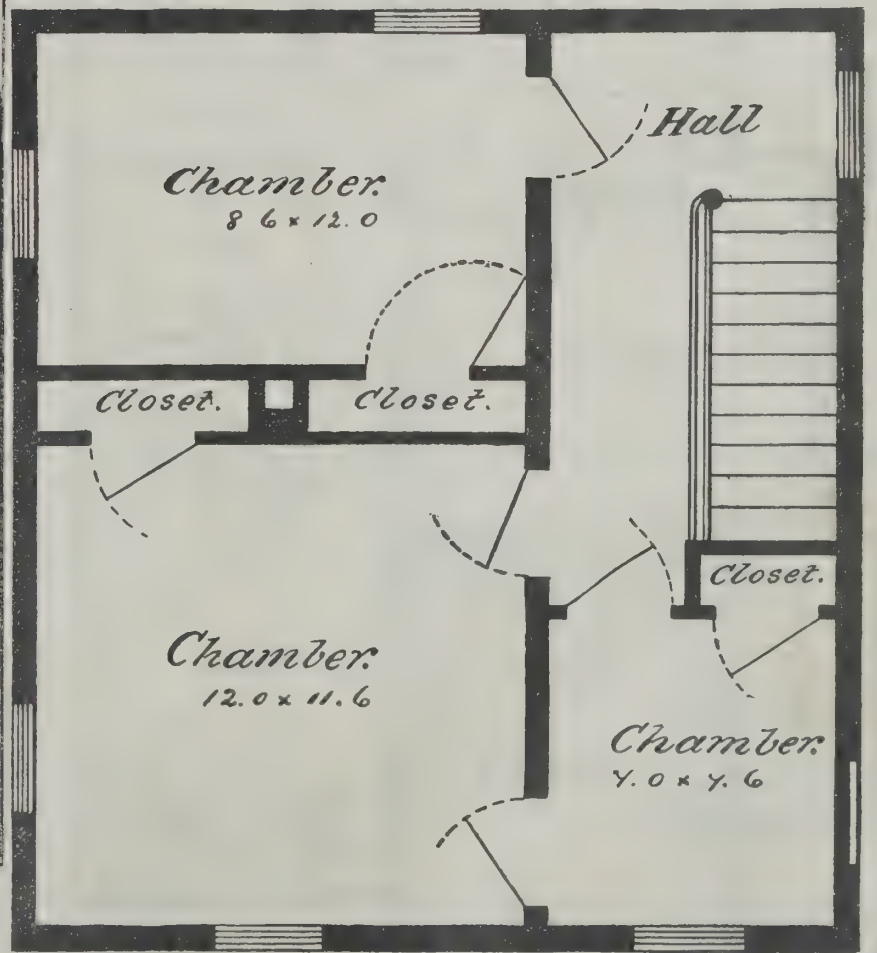 Hall
Chamber.
8 6 x 12. 0
Closet.
Closet.
Closet.
Chamber.
12. 0 x 11. 6
Chamber.
7. 0 x 7. 6